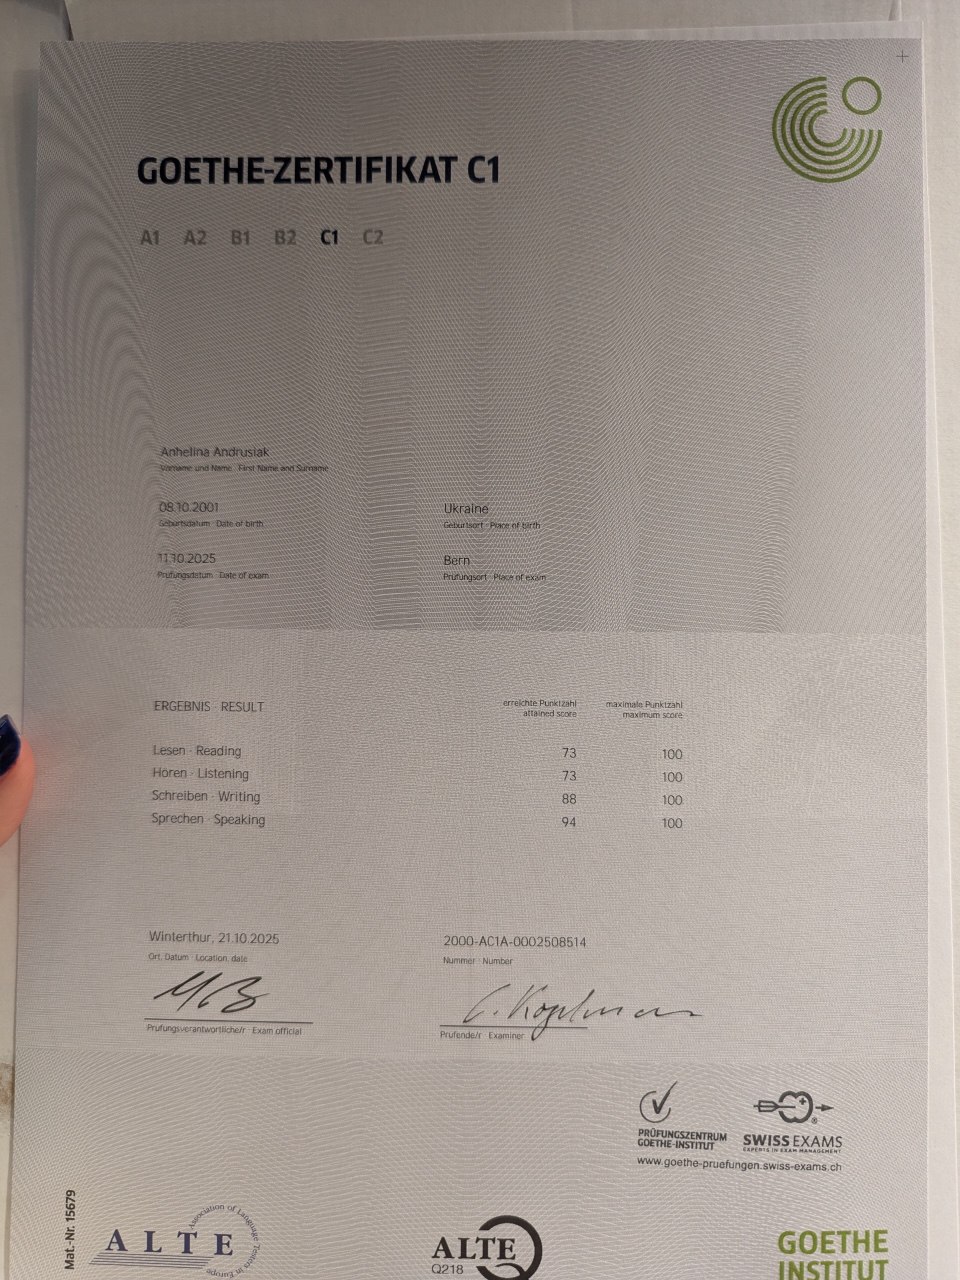 GOETHE-ZERTIFIKAT C1
A1 A2 B1 B2 C1 C2
Anhelina Andrusiak
Vorname und Name · First Name and Surname
08.10.2001 Ukraine
Geburtsdatum · Date of birth Geburtsort · Place of birth
11.10.2025 Bern
Prüfungsdatum · Date of exam Prüfungsort · Place of exam
ERGEBNIS · RESULT erreichte Punktzahl maximale Punktzahl
attained score maximum score
Lesen · Reading 73 100
Hören · Listening 73 100
Schreiben · Writing 88 100
Sprechen · Speaking 94 100
Winterthur, 21.10.2025 2000-AC1A-0002508514
Ort, Datum · Location, date Nummer · Number
Prüfungsverantwortliche/r · Exam official Prüfende/r · Examiner
PRÜFUNGSZENTRUM
GOETHE-INSTITUT
SWISS EXAMS
EXPERTS IN EXAM MANAGEMENT
www.goethe-pruefungen.swiss-exams.ch
Mat.-Nr. 15679
ALTE
Association of Language Testers in Europe
ALTE
Q218
GOETHE
INSTITUT